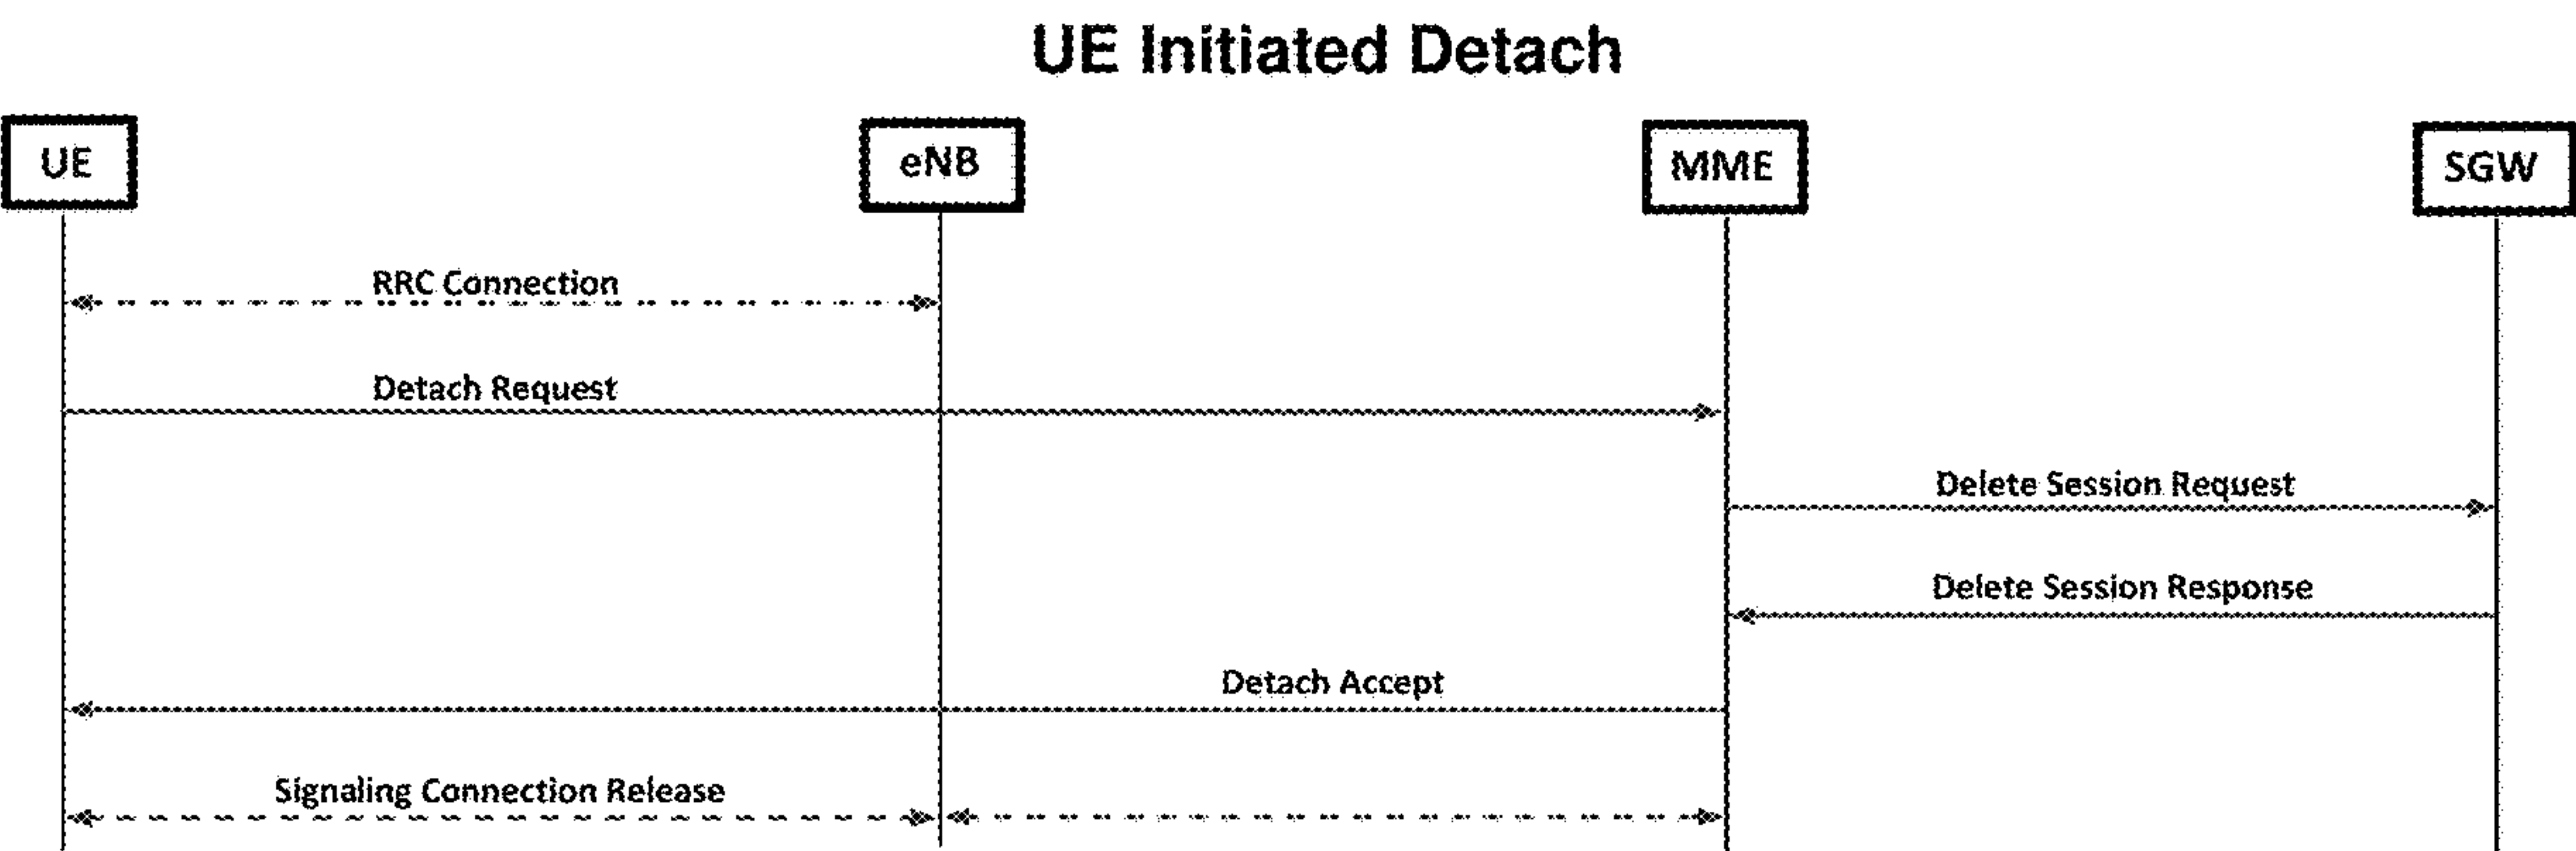 UE Initiated Detach
UE
eNB
MME
SGW
RRC Connection
Detach Request
Delete Session Request
Delete Session Response
Detach Accept
Signaling Connection Release